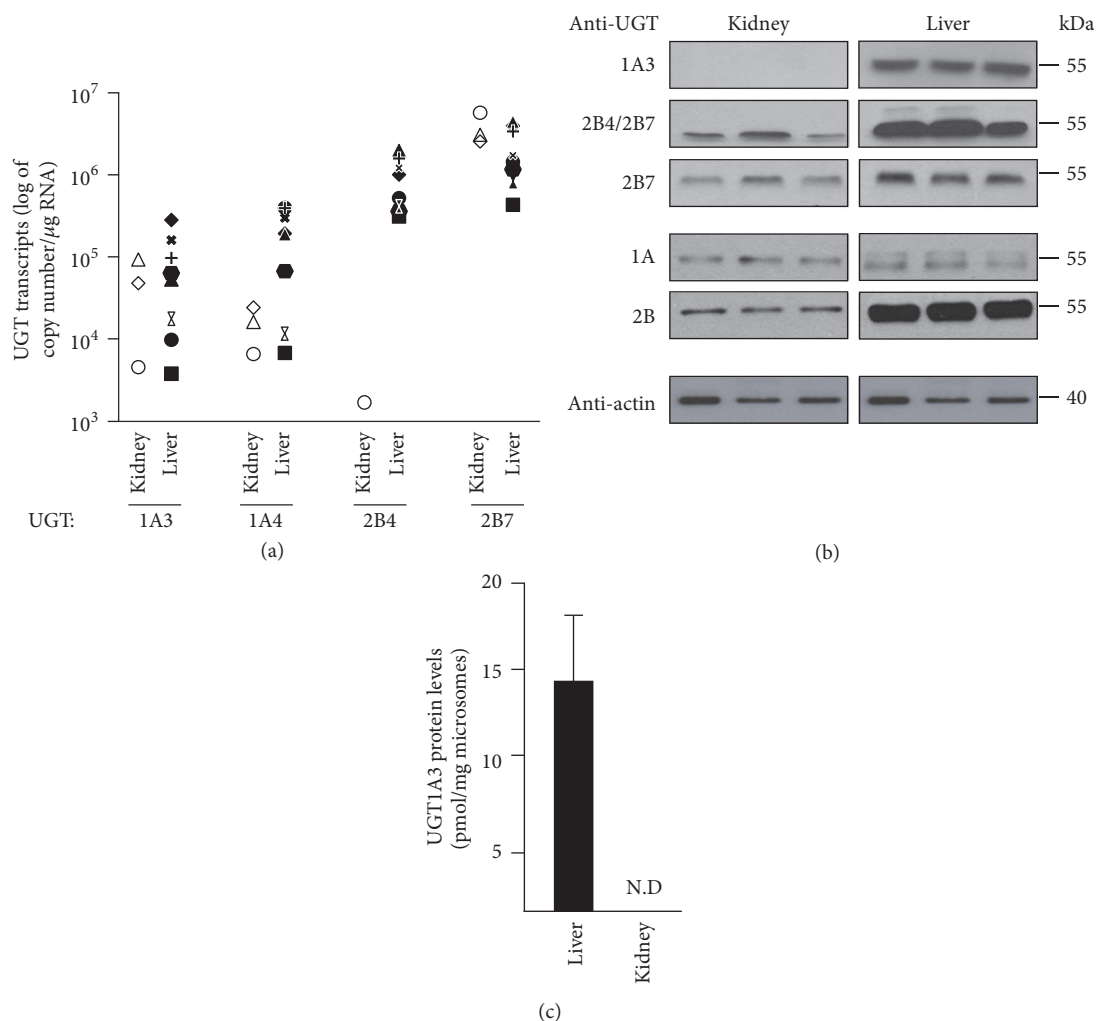 UGT transcripts (log of
copy number/μg RNA)
10⁷
10⁶
10⁵
10⁴
10³
Kidney
Liver
Kidney
Liver
Kidney
Liver
Kidney
Liver
UGT: 1A3 1A4 2B4 2B7
(a)
Anti-UGT Kidney Liver kDa
1A3 55
2B4/2B7 55
2B7 55
1A 55
2B 55
Anti-actin 40
(b)
UGT1A3 protein levels
(pmol/mg microsomes)
20
15
10
5
N.D
Liver
Kidney
(c)